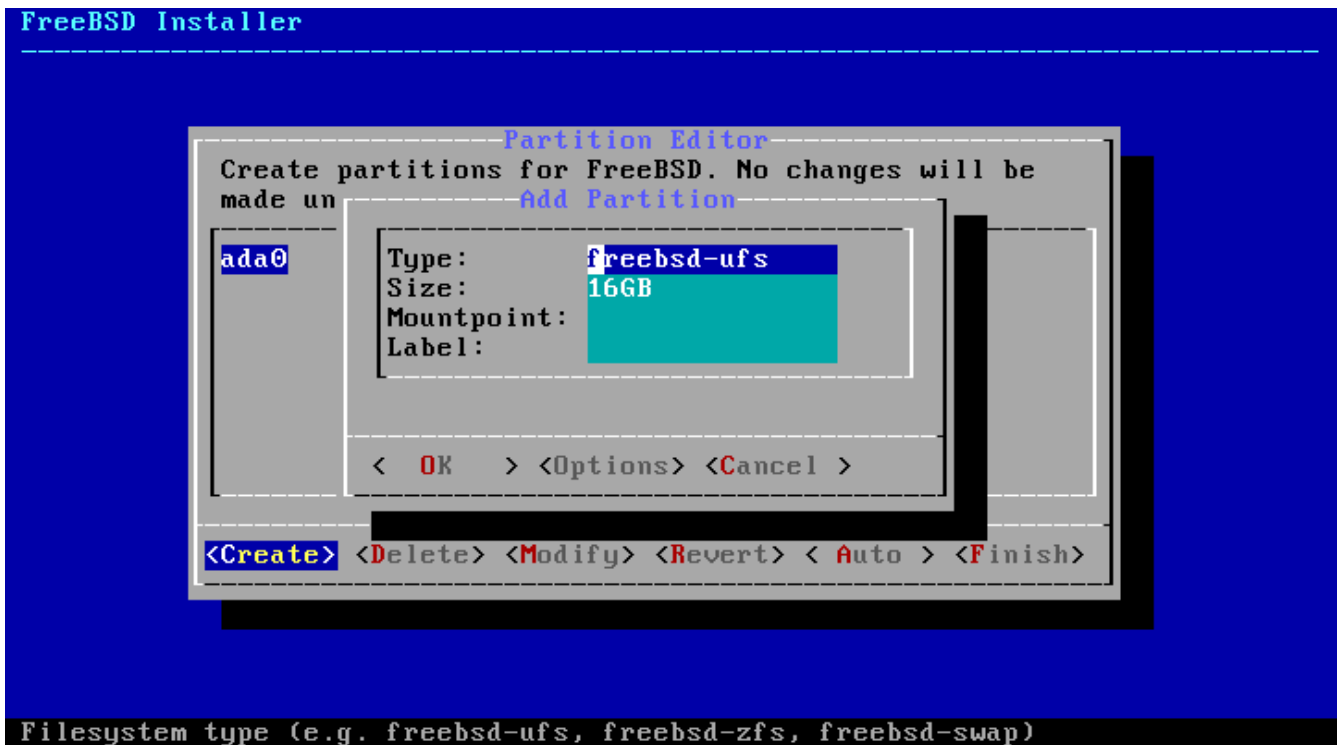 FreeBSD Installer
Partition Editor
Create partitions for FreeBSD. No changes will be
made un
Add Partition
ada0
Type: freebsd-ufs
Size: 16GB
Mountpoint:
Label:
< OK > <Options> <Cancel >
<Create> <Delete> <Modify> <Revert> < Auto > <Finish>
Filesystem type (e.g. freebsd-ufs, freebsd-zfs, freebsd-swap)